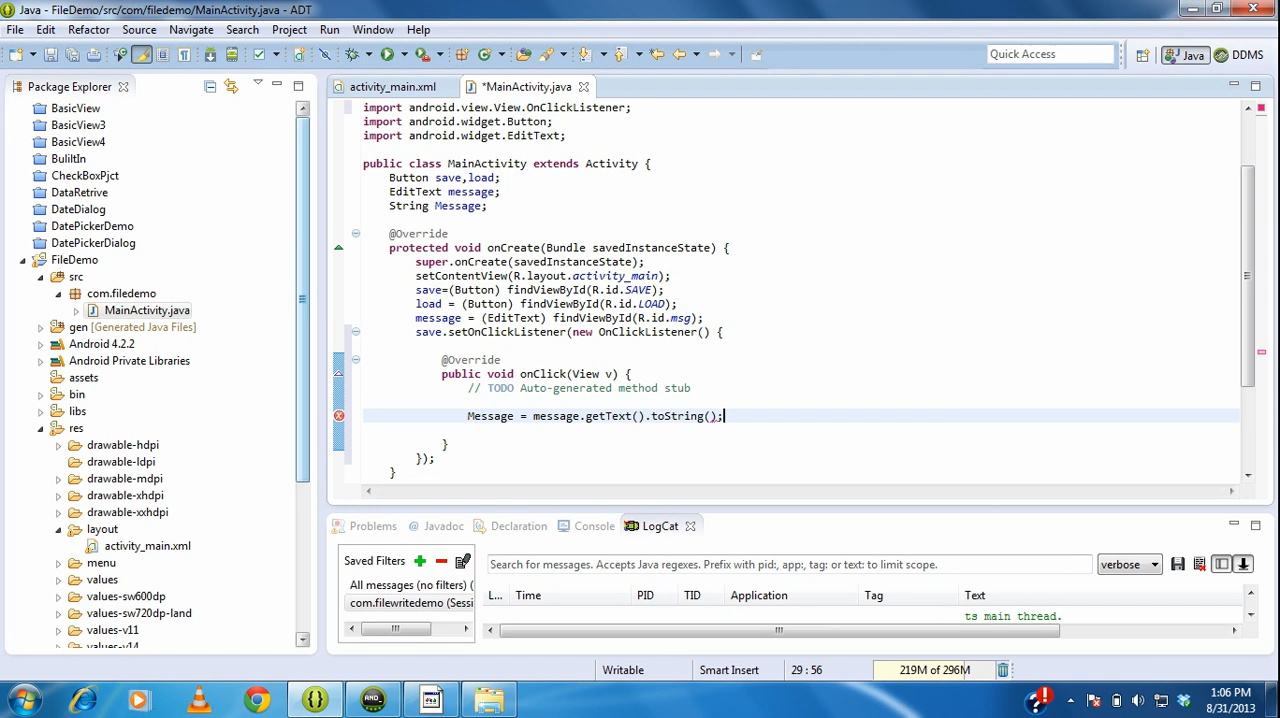 Java - FileDemo/src/com/filedemo/MainActivity.java - ADT
File Edit Refactor Source Navigate Search Project Run Window Help
Quick Access
Java
DDMS
Package Explorer
BasicView
BasicView3
BasicView4
BuliltIn
CheckBoxPjct
DataRetrive
DateDialog
DatePickerDemo
DatePickerDialog
FileDemo
src
com.filedemo
MainActivity.java
gen [Generated Java Files]
Android 4.2.2
Android Private Libraries
assets
bin
libs
res
drawable-hdpi
drawable-ldpi
drawable-mdpi
drawable-xhdpi
drawable-xxhdpi
layout
activity_main.xml
menu
values
values-sw600dp
values-sw720dp-land
values-v11
values-v14
activity_main.xml
*MainActivity.java
import android.view.View.OnClickListener;
import android.widget.Button;
import android.widget.EditText;
public class MainActivity extends Activity {
Button save,load;
EditText message;
String Message;
@Override
protected void onCreate(Bundle savedInstanceState) {
super.onCreate(savedInstanceState);
setContentView(R.layout.activity_main);
save=(Button) findViewById(R.id.SAVE);
load = (Button) findViewById(R.id.LOAD);
message = (EditText) findViewById(R.id.msg);
save.setOnClickListener(new OnClickListener() {
@Override
public void onClick(View v) {
// TODO Auto-generated method stub
Message = message.getText().toString();
}
});
}
Problems
Javadoc
Declaration
Console
LogCat
Saved Filters
All messages (no filters) (
com.filewritedemo (Sessi
Search for messages. Accepts Java regexes. Prefix with pid:, app:, tag: or text: to limit scope.
verbose
L... Time PID TID Application Tag Text
ts main thread.
Writable
Smart Insert
29 : 56
219M of 296M
1:06 PM
8/31/2013